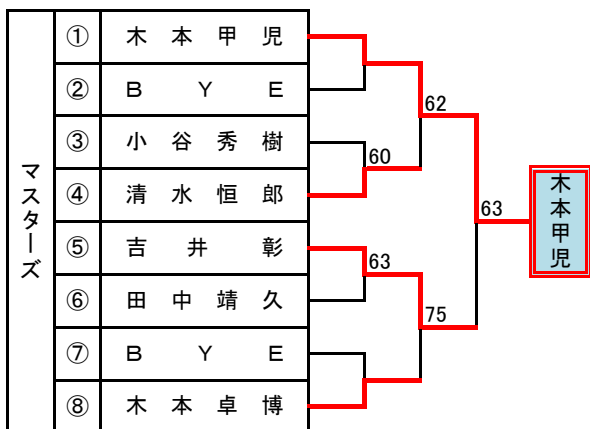 マスターズ
① 木本甲児
② BYE
③ 小谷秀樹
④ 清水恒郎
⑤ 吉井彰
⑥ 田中靖久
⑦ BYE
⑧ 木本卓博
60
63
62
75
63
木本甲児